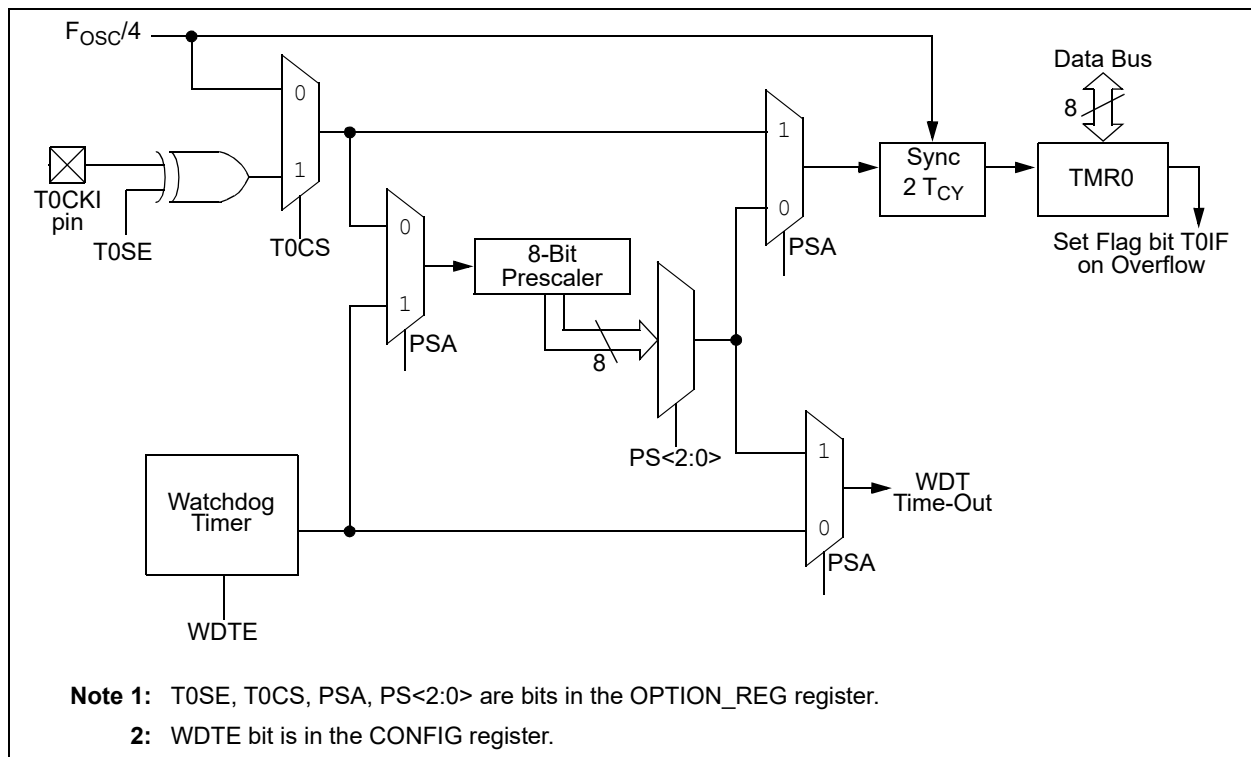 FOSC/4
Data Bus
8
0
1
Sync
2 TCY
TMR0
1
T0CKI
pin
T0SE
T0CS
0
0
PSA
Set Flag bit T0IF
on Overflow
8-Bit
Prescaler
1
PSA
8
PS<2:0>
1
WDT
Time-Out
Watchdog
Timer
0
PSA
WDTE
Note 1: T0SE, T0CS, PSA, PS<2:0> are bits in the OPTION_REG register.
2: WDTE bit is in the CONFIG register.